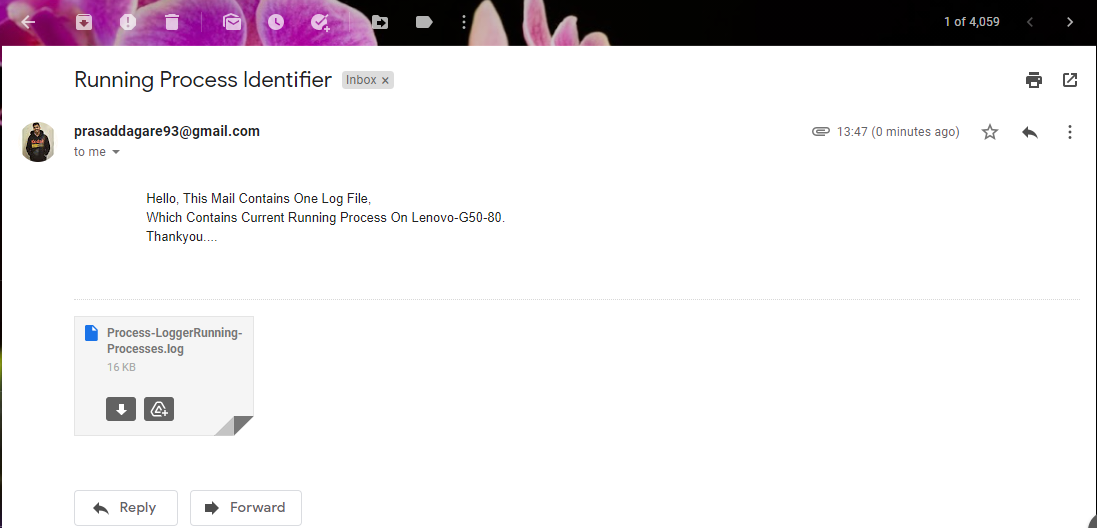 1 of 4,059
Running Process Identifier
Inbox ×
prasaddagare93@gmail.com
13:47 (0 minutes ago)
to me
Hello, This Mail Contains One Log File,
Which Contains Current Running Process On Lenovo-G50-80.
Thankyou....
Process-LoggerRunning-
Processes.log
16 KB
Reply
Forward